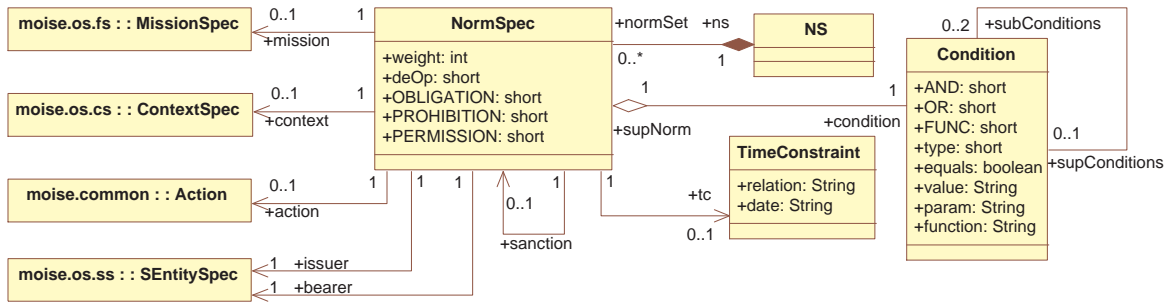 moise.os.fs : : MissionSpec
0..1
1
+mission
moise.os.cs : : ContextSpec
0..1
1
+context
moise.common : : Action
0..1
1
+action
moise.os.ss : : SEntitySpec
1 +issuer
1 +bearer
1
1
NormSpec
+weight: int
+deOp: short
+OBLIGATION: short
+PROHIBITION: short
+PERMISSION: short
0..1
1
+sanction
+normSet +ns
0..*
1
NS
1
1
+supNorm
+condition
1
+tc
0..1
TimeConstraint
+relation: String
+date: String
Condition
+AND: short
+OR: short
+FUNC: short
+type: short
+equals: boolean
+value: String
+param: String
+function: String
0..2 +subConditions
0..1
+supConditions